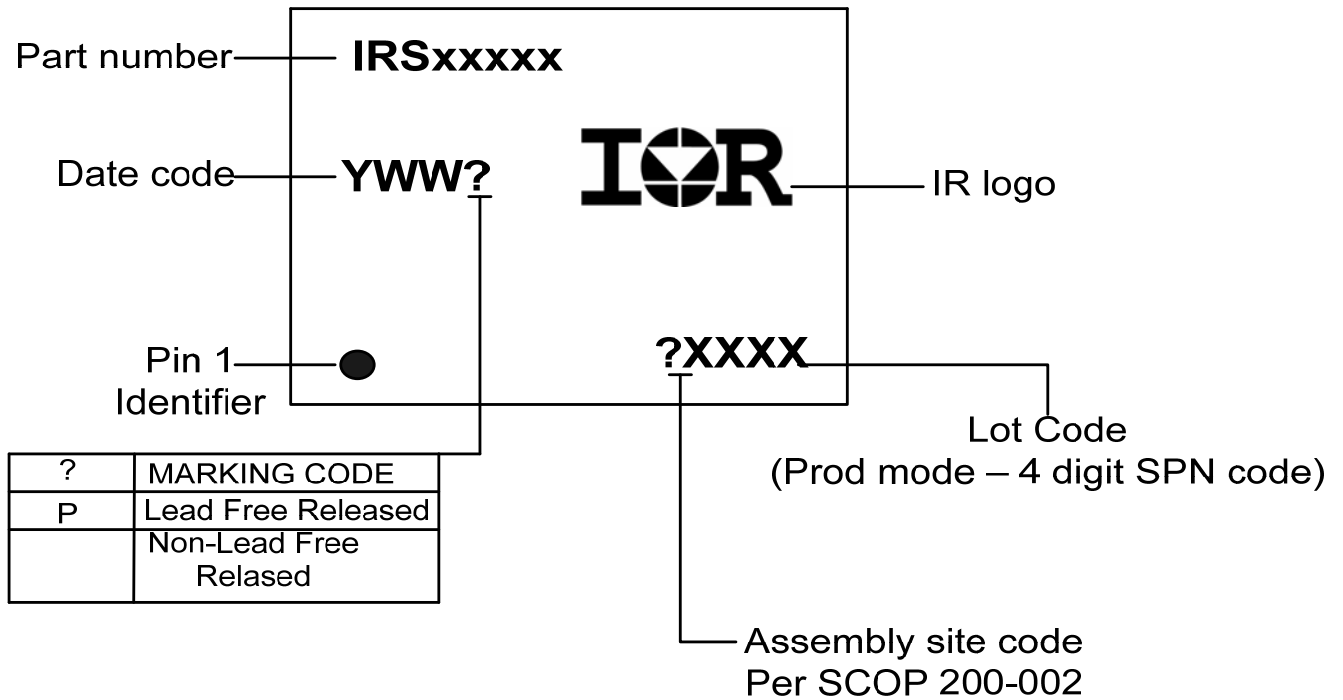 Part number
IRSxxxxx
Date code
YWW?
IOR
IR logo
Pin 1
Identifier
?XXXX
Lot Code
(Prod mode – 4 digit SPN code)
? MARKING CODE
P Lead Free Released
Non-Lead Free
Relased
Assembly site code
Per SCOP 200-002